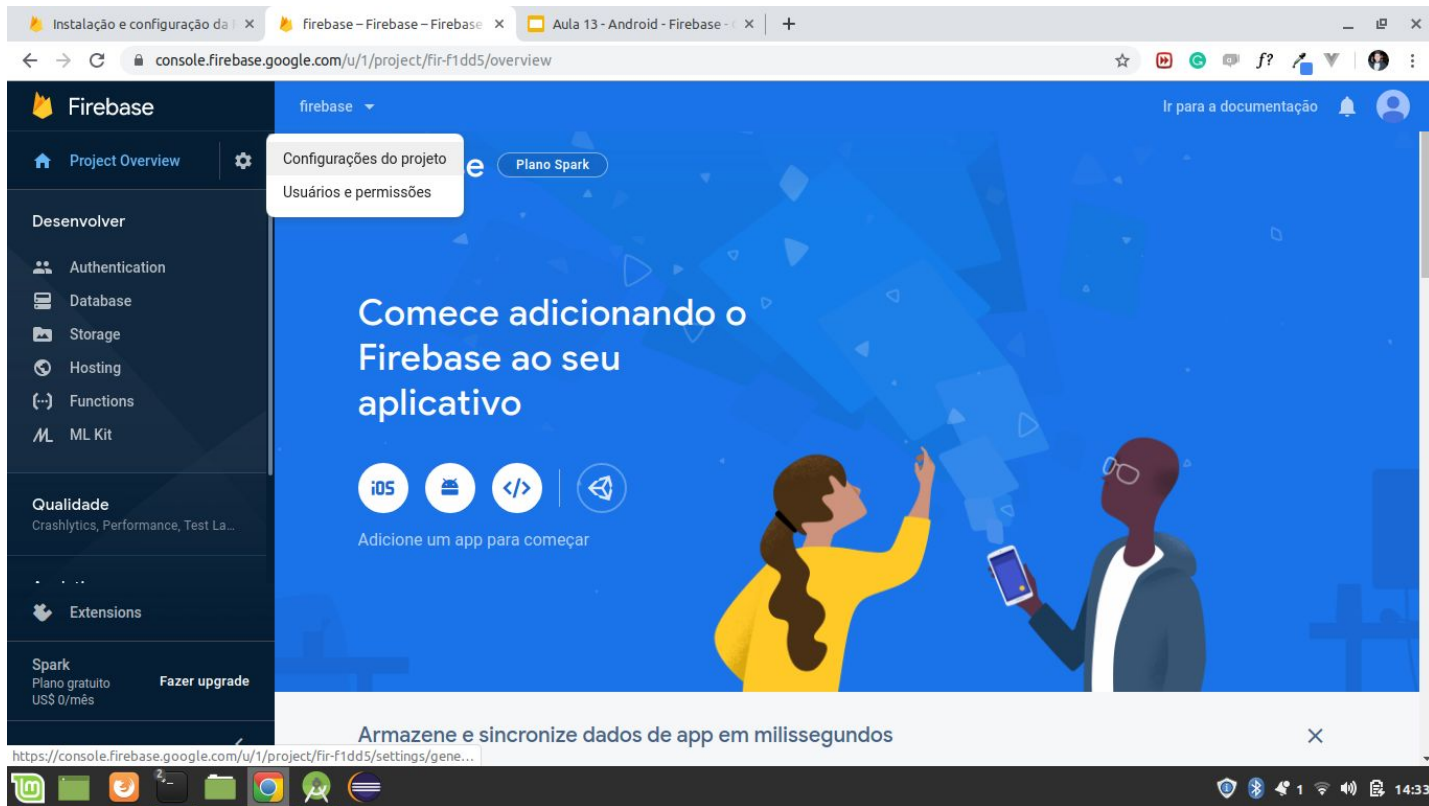 Instalação e configuração da
firebase – Firebase – Firebase
Aula 13 - Android - Firebase -
console.firebase.google.com/u/1/project/fir-f1dd5/overview
f?
Firebase
firebase
Ir para a documentação
Project Overview
Configurações do projeto
Usuários e permissões
e
Plano Spark
Desenvolver
Authentication
Database
Storage
Hosting
Functions
ML Kit
Comece adicionando o
Firebase ao seu
aplicativo
iOS
</>
Adicione um app para começar
Qualidade
Crashlytics, Performance, Test La...
Extensions
Spark
Plano gratuito
US$ 0/mês
Fazer upgrade
Armazene e sincronize dados de app em milissegundos
https://console.firebase.google.com/u/1/project/fir-f1dd5/settings/gene...
2
1
14:33